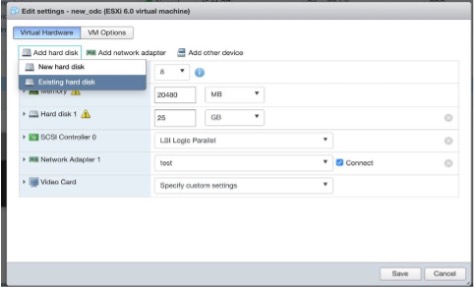 Edit settings - new_odc (ESXi 6.0 virtual machine)
Virtual Hardware VM Options
Add hard disk Add network adapter Add other device
New hard disk
8
Existing hard disk
Memory 20480 MB
Hard disk 1 25 GB
SCSI Controller 0 LSI Logic Parallel
Network Adapter 1 test Connect
Video Card Specify custom settings
Save Cancel